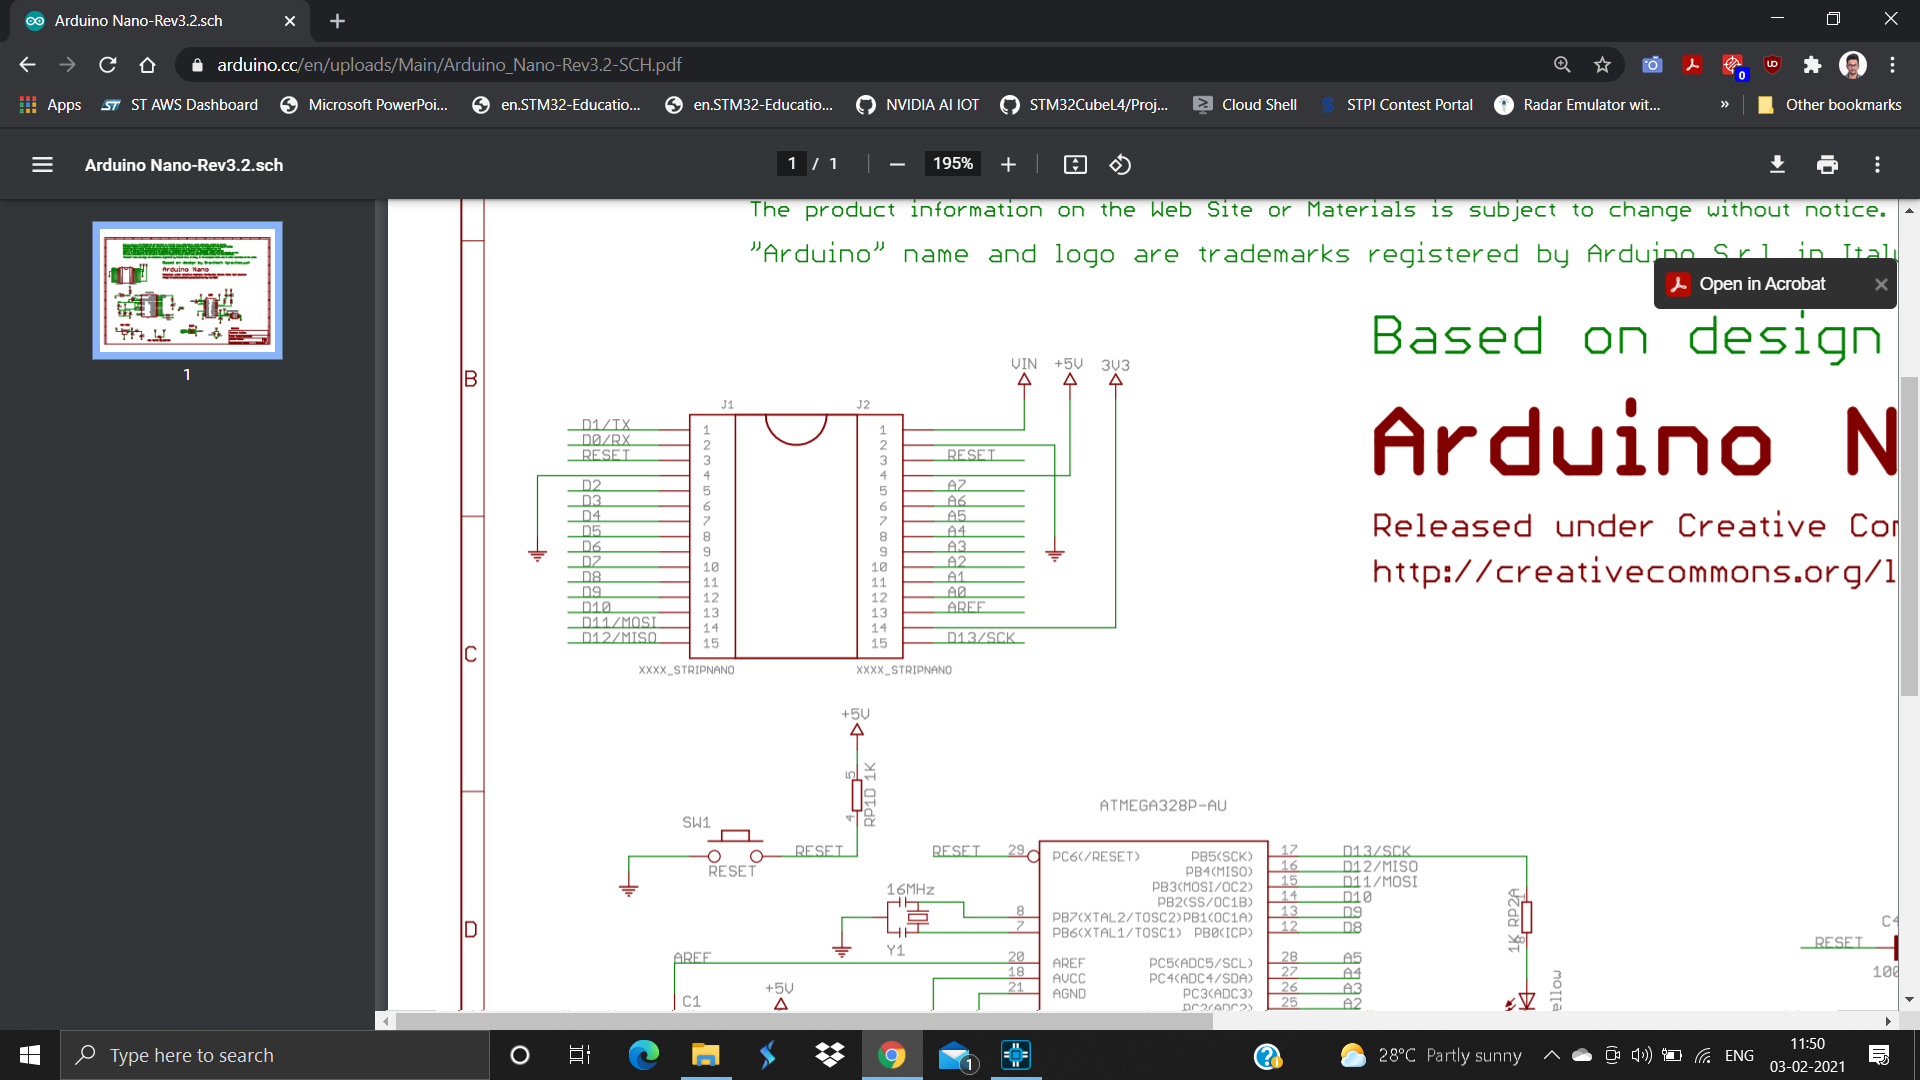 Arduino Nano-Rev3.2.sch
arduino.cc/en/uploads/Main/Arduino_Nano-Rev3.2-SCH.pdf
0
Apps
ST AWS Dashboard
Microsoft PowerPoi...
en.STM32-Educatio...
en.STM32-Educatio...
NVIDIA AI IOT
STM32CubeL4/Proj...
Cloud Shell
STPI Contest Portal
Radar Emulator wit...
»
Other bookmarks
Arduino Nano-Rev3.2.sch
1 / 1
195%
1
The product information on the Web Site or Materials is subject to change without notice.
"Arduino" name and logo are trademarks registered by Arduino S.r.l. in Italy
Open in Acrobat
Based on design
Arduino N
Released under Creative Com
http://creativecommons.org/l
B
C
D
VIN +5V 3V3
J1 J2
D1/TX 1 1
D0/RX 2 2
RESET 3 3 RESET
4 4
D2 5 5 A7
D3 6 6 A6
D4 7 7 A5
D5 8 8 A4
D6 9 9 A3
D7 10 10 A2
D8 11 11 A1
D9 12 12 A0
D10 13 13 AREF
D11/MOSI 14 14
D12/MISO 15 15 D13/SCK
XXXX_STRIPNANO XXXX_STRIPNANO
+5V
5
4
RP1D 1K
SW1
RESET
RESET
ATMEGA328P-AU
RESET 29 PC6(/RESET) PB5(SCK) 17 D13/SCK
PB4(MISO) 16 D12/MISO
PB3(MOSI/OC2) 15 D11/MOSI
PB2(SS/OC1B) 14 D10
8 PB7(XTAL2/TOSC2) PB1(OC1A) 13 D9
7 PB6(XTAL1/TOSC1) PB0(ICP) 12 D8
16MHz
Y1
AREF 20 AREF PC5(ADC5/SCL) 28 A5
18 AVCC PC4(ADC4/SDA) 27 A4
21 AGND PC3(ADC3) 26 A3
PC2(ADC2) 25 A2
C1
+5V
1K RP2A
8
ellow
RESET
C4
100
Type here to search
1
28°C Partly sunny
ENG
11:50
03-02-2021